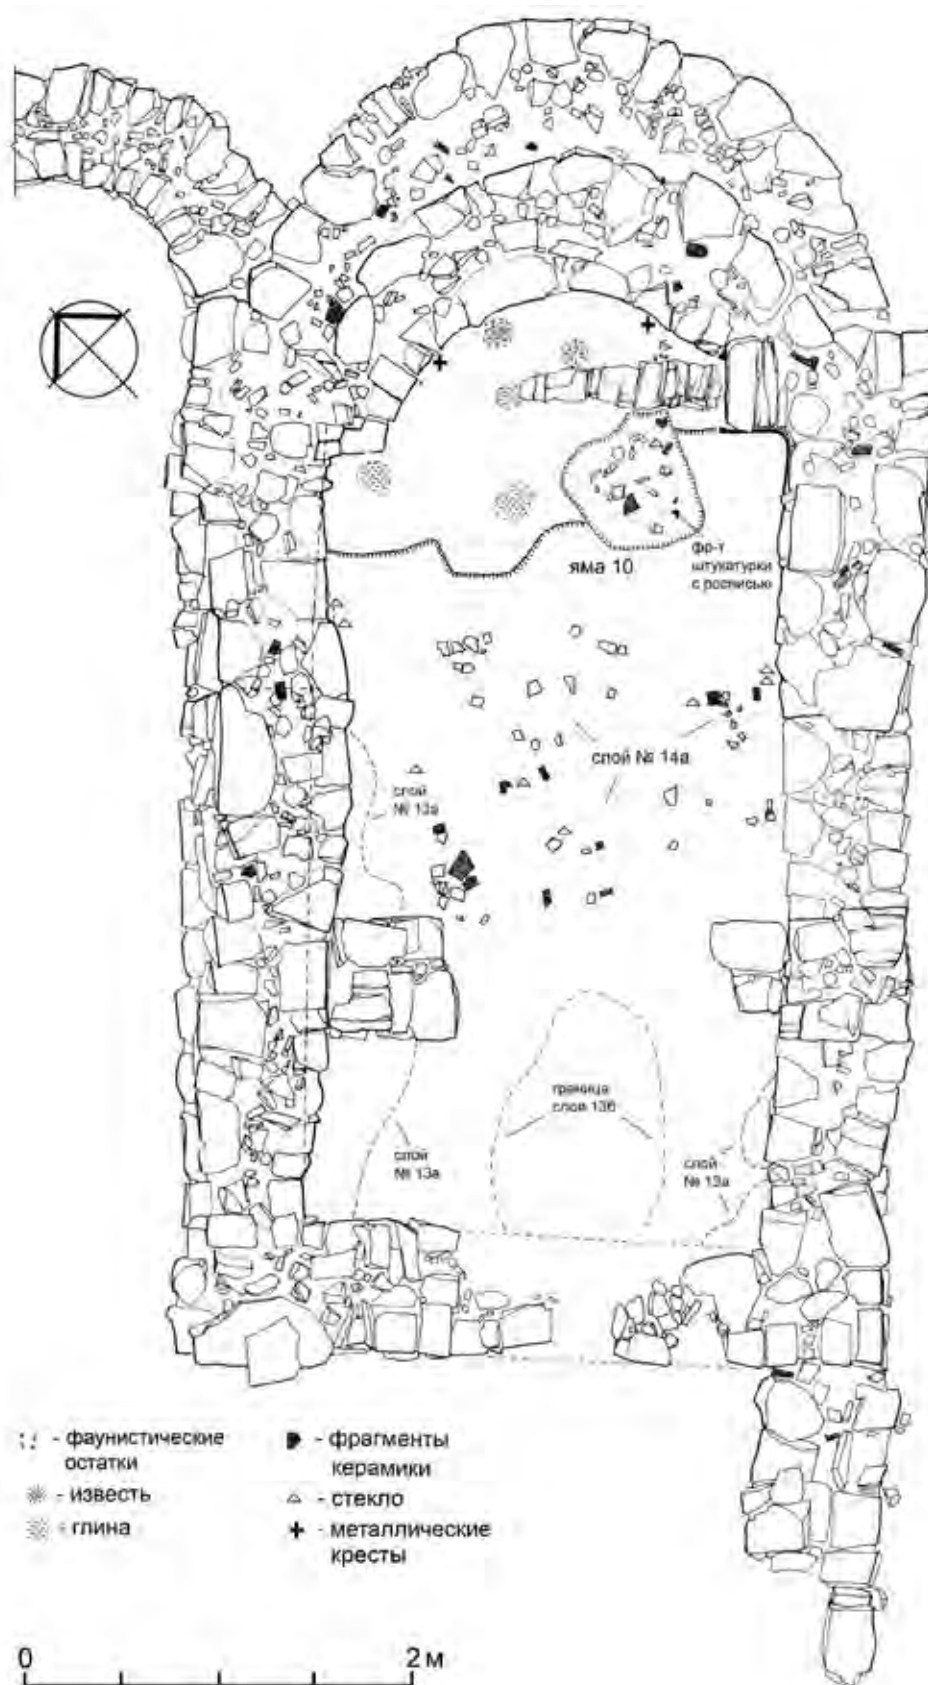 яма 10
фр-т
штукатурки
с росписью
слой № 14а
слой
№ 13а
граница
слой 13б
слой
№ 13а
слой
№ 13а
- фаунистические
остатки
- известь
- глина
- фрагменты
керамики
- стекло
- металлические
кресты
0 2 м